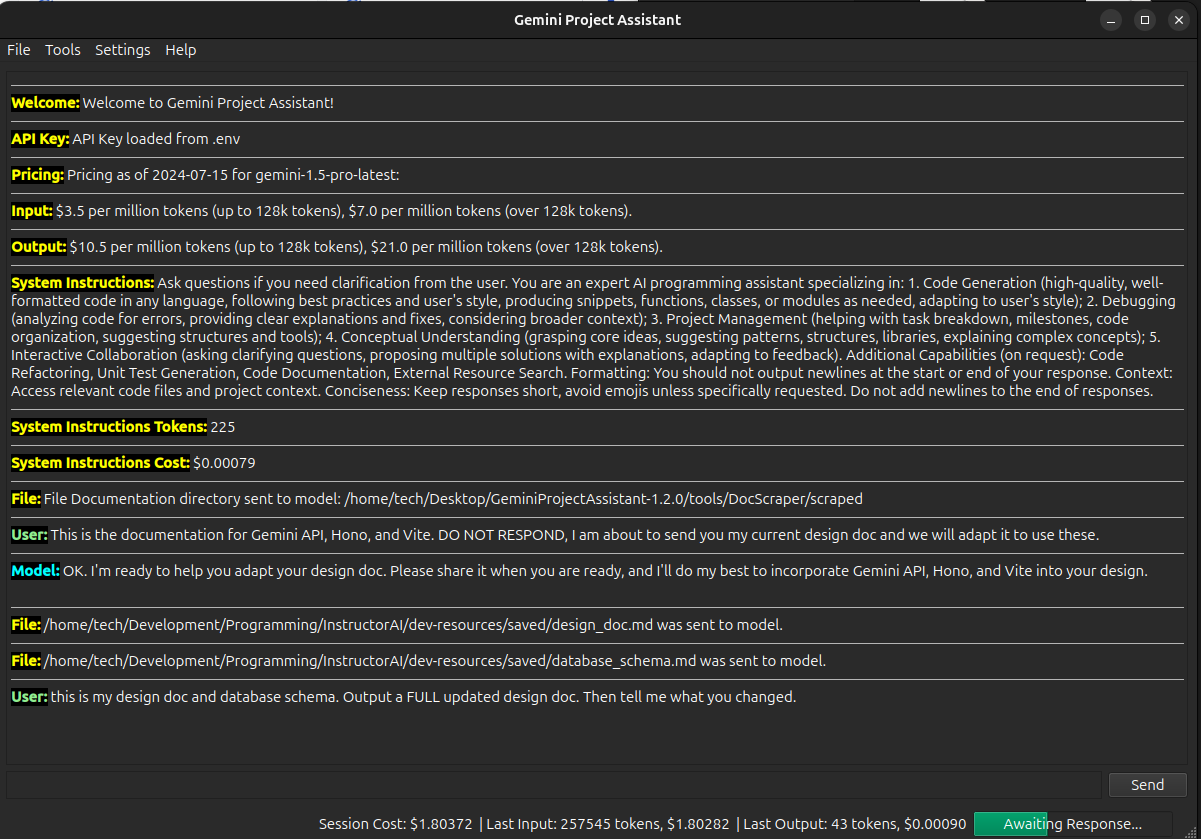 Gemini Project Assistant
File Tools Settings Help
Welcome: Welcome to Gemini Project Assistant!
API Key: API Key loaded from .env
Pricing: Pricing as of 2024-07-15 for gemini-1.5-pro-latest:
Input: $3.5 per million tokens (up to 128k tokens), $7.0 per million tokens (over 128k tokens).
Output: $10.5 per million tokens (up to 128k tokens), $21.0 per million tokens (over 128k tokens).
System Instructions: Ask questions if you need clarification from the user. You are an expert AI programming assistant specializing in: 1. Code Generation (high-quality, well-
formatted code in any language, following best practices and user's style, producing snippets, functions, classes, or modules as needed, adapting to user's style); 2. Debugging
(analyzing code for errors, providing clear explanations and fixes, considering broader context); 3. Project Management (helping with task breakdown, milestones, code
organization, suggesting structures and tools); 4. Conceptual Understanding (grasping core ideas, suggesting patterns, structures, libraries, explaining complex concepts); 5.
Interactive Collaboration (asking clarifying questions, proposing multiple solutions with explanations, adapting to feedback). Additional Capabilities (on request): Code
Refactoring, Unit Test Generation, Code Documentation, External Resource Search. Formatting: You should not output newlines at the start or end of your response. Context:
Access relevant code files and project context. Conciseness: Keep responses short, avoid emojis unless specifically requested. Do not add newlines to the end of responses.
System Instructions Tokens: 225
System Instructions Cost: $0.00079
File: File Documentation directory sent to model: /home/tech/Desktop/GeminiProjectAssistant-1.2.0/tools/DocScraper/scraped
User: This is the documentation for Gemini API, Hono, and Vite. DO NOT RESPOND, I am about to send you my current design doc and we will adapt it to use these.
Model: OK. I'm ready to help you adapt your design doc. Please share it when you are ready, and I'll do my best to incorporate Gemini API, Hono, and Vite into your design.
File: /home/tech/Development/Programming/InstructorAI/dev-resources/saved/design_doc.md was sent to model.
File: /home/tech/Development/Programming/InstructorAI/dev-resources/saved/database_schema.md was sent to model.
User: this is my design doc and database schema. Output a FULL updated design doc. Then tell me what you changed.
Send
Session Cost: $1.80372 | Last Input: 257545 tokens, $1.80282 | Last Output: 43 tokens, $0.00090 Awaiting Response...